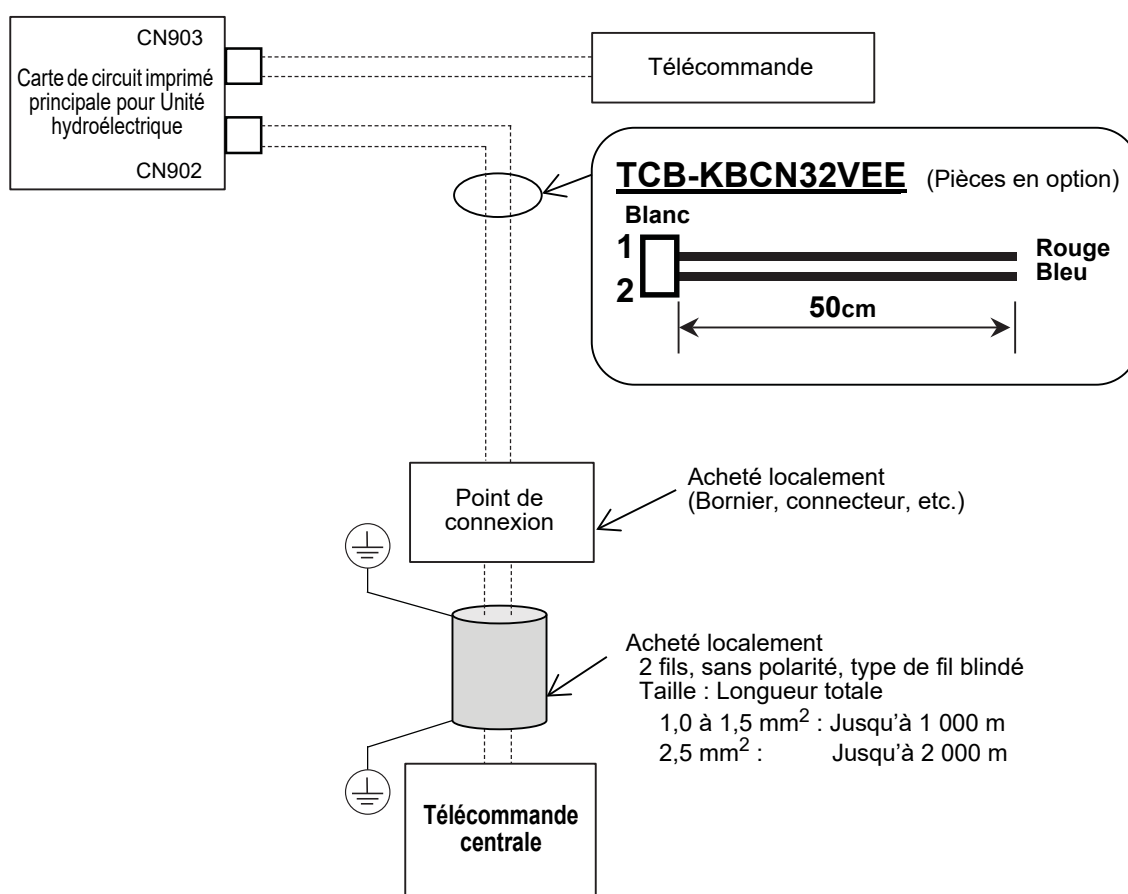 CN903
Carte de circuit imprimé
principale pour Unité
hydroélectrique
CN902
Télécommande
TCB-KBCN32VEE (Pièces en option)
Blanc
1
2
Rouge
Bleu
50cm
Point de
connexion
Acheté localement
(Bornier, connecteur, etc.)
Acheté localement
2 fils, sans polarité, type de fil blindé
Taille : Longueur totale
1,0 à 1,5 mm² : Jusqu’à 1 000 m
2,5 mm² : Jusqu’à 2 000 m
Télécommande
centrale